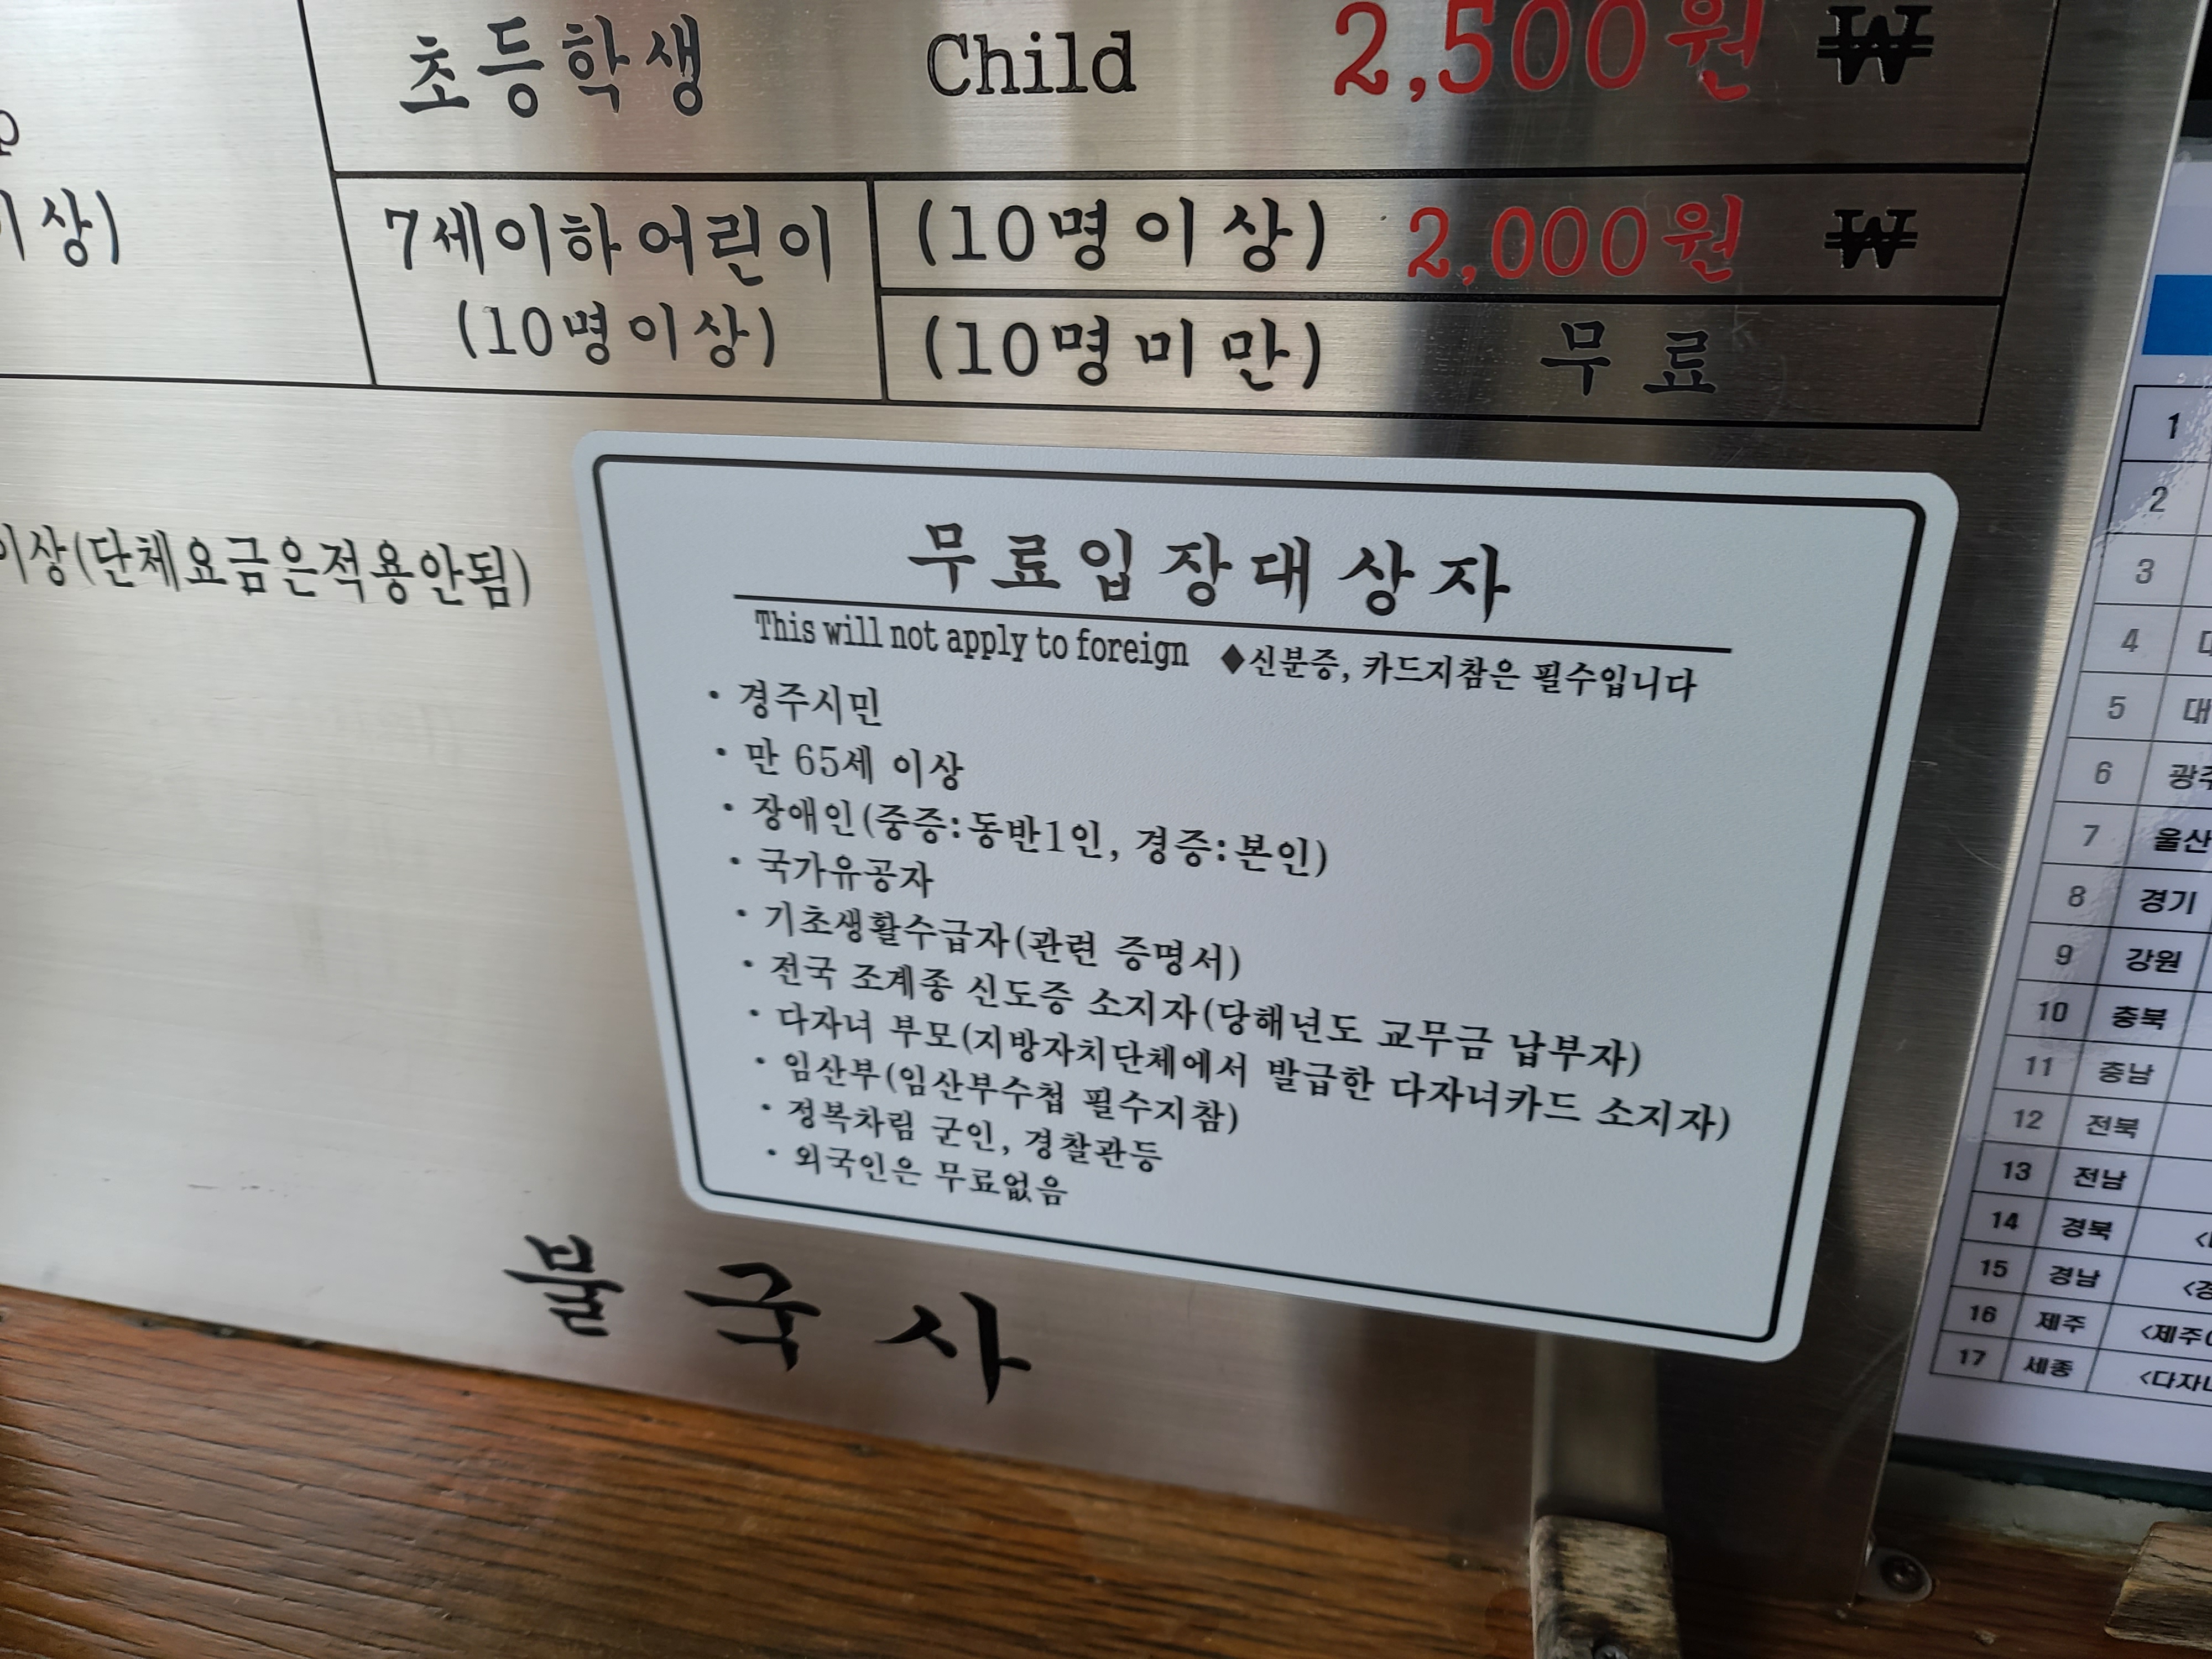 초등학생 Child 2,500원 ₩
이상)
7세이하어린이 (10명이상) 2,000원 ₩
(10명이상) (10명미만) 무료
이상(단체요금은적용안됨)
무료입장대상자
This will not apply to foreign ◆신분증, 카드지참은 필수입니다
· 경주시민
· 만 65세 이상
· 장애인(중증:동반1인, 경증:본인)
· 국가유공자
· 기초생활수급자(관련 증명서)
· 전국 조계종 신도증 소지자(당해년도 교무금 납부자)
· 다자녀 부모(지방자치단체에서 발급한 다자녀카드 소지자)
· 임산부(임산부수첩 필수지참)
· 정복차림 군인, 경찰관등
· 외국인은 무료없음
불국사
1
2
3
4
5 대
6 광주
7 울산
8 경기
9 강원
10 충북
11 충남
12 전북
13 전남
14 경북
15 경남
16 제주 <제주
17 세종 <다자녀